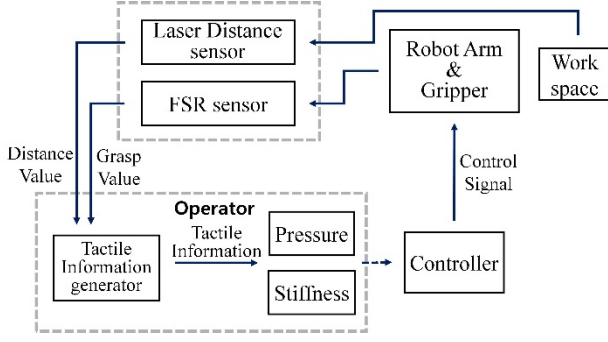 Laser Distance
sensor
FSR sensor
Robot Arm
&
Gripper
Work
space
Distance
Value
Grasp
Value
Control
Signal
Operator
Tactile
Information
generator
Tactile
Information
Pressure
Stiffness
Controller